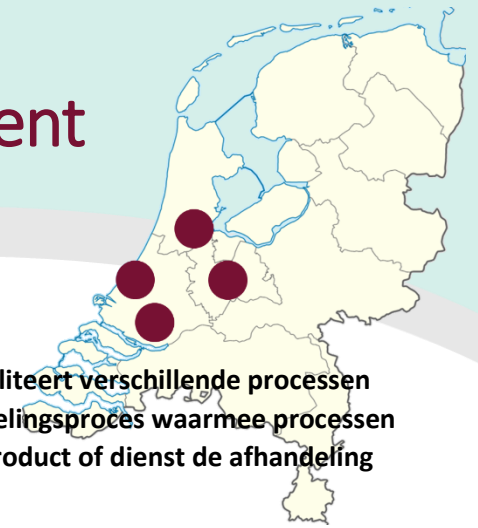 ent
liteert verschillende processen
elingsproces waarmee processen
roduct of dienst de afhandeling